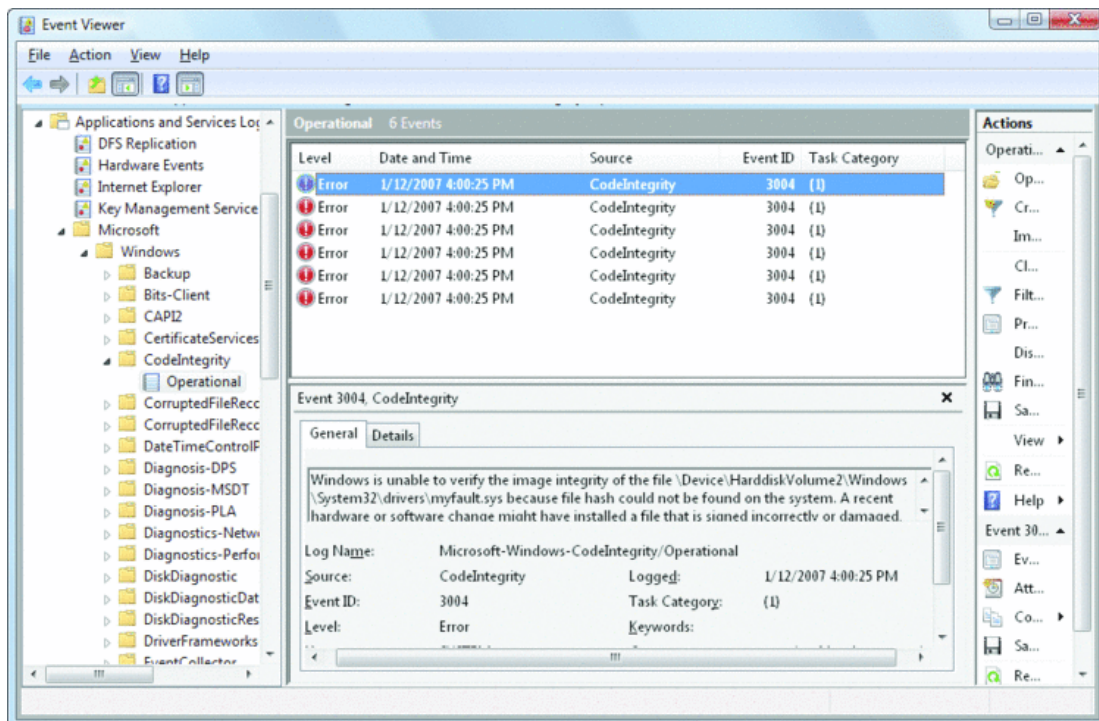 Event Viewer
File Action View Help
Applications and Services Log
DFS Replication
Hardware Events
Internet Explorer
Key Management Service
Microsoft
Windows
Backup
Bits-Client
CAPI2
CertificateServices
CodeIntegrity
Operational
CorruptedFileRecc
CorruptedFileRecc
DateTimeControlP
Diagnosis-DPS
Diagnosis-MSDT
Diagnosis-PLA
Diagnostics-Netwo
Diagnostics-Perfor
DiskDiagnostic
DiskDiagnosticDat
DiskDiagnosticRes
DriverFrameworks
EventCollector
Operational 6 Events
Level Date and Time Source Event ID Task Category
Error 1/12/2007 4:00:25 PM CodeIntegrity 3004 (1)
Error 1/12/2007 4:00:25 PM CodeIntegrity 3004 (1)
Error 1/12/2007 4:00:25 PM CodeIntegrity 3004 (1)
Error 1/12/2007 4:00:25 PM CodeIntegrity 3004 (1)
Error 1/12/2007 4:00:25 PM CodeIntegrity 3004 (1)
Error 1/12/2007 4:00:25 PM CodeIntegrity 3004 (1)
Event 3004, CodeIntegrity
General Details
Windows is unable to verify the image integrity of the file \Device\HarddiskVolume2\Windows
\System32\drivers\myfault.sys because file hash could not be found on the system. A recent
hardware or software change might have installed a file that is signed incorrectly or damaged,
Log Name: Microsoft-Windows-CodeIntegrity/Operational
Source: CodeIntegrity Logged: 1/12/2007 4:00:25 PM
Event ID: 3004 Task Category: (1)
Level: Error Keywords:
Actions
Operati...
Op...
Cr...
Im...
Cl...
Filt...
Pr...
Dis...
Fin...
Sa...
View
Re...
Help
Event 30...
Ev...
Att...
Co...
Sa...
Re...